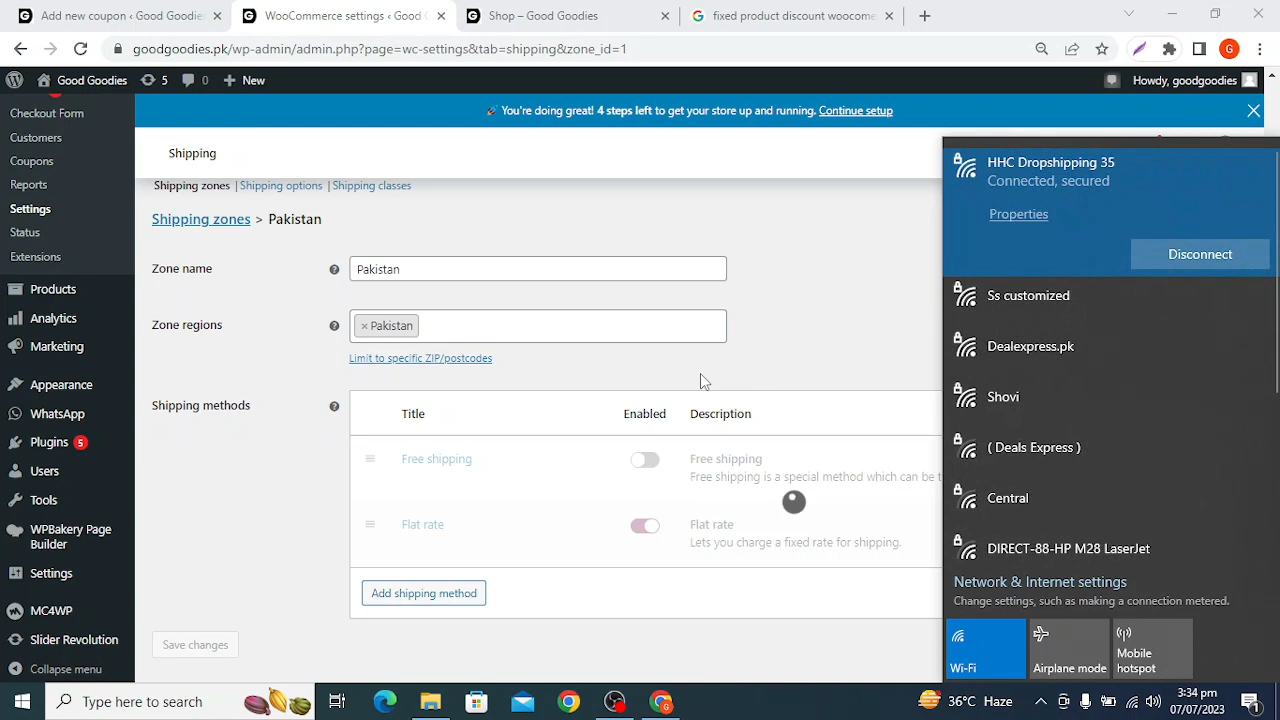 Add new coupon ‹ Good Goodies
WooCommerce settings ‹ Good G
Shop – Good Goodies
fixed product discount woocome
goodgoodies.pk/wp-admin/admin.php?page=wc-settings&tab=shipping&zone_id=1
G
Good Goodies
5
0
New
Howdy, goodgoodies
Checkout Form
Customers
Coupons
Reports
Settings
Status
Extensions
Products
Analytics
Marketing
Appearance
WhatsApp
Plugins 5
Users
Tools
WPBakery Page
Builder
Settings
MC4WP
Slider Revolution
Collapse menu
You're doing great! 4 steps left to get your store up and running. Continue setup
Shipping
Shipping zones | Shipping options | Shipping classes
Shipping zones > Pakistan
Zone name
Pakistan
Zone regions
× Pakistan
Limit to specific ZIP/postcodes
Shipping methods
Title Enabled Description
Free shipping
Free shipping
Free shipping is a special method which can be t
Flat rate
Flat rate
Lets you charge a fixed rate for shipping.
Add shipping method
Save changes
HHC Dropshipping 35
Connected, secured
Properties
Disconnect
Ss customized
Dealexpress.pk
Shovi
( Deals Express )
Central
DIRECT-88-HP M28 LaserJet
Network & Internet settings
Change settings, such as making a connection metered.
Wi-Fi
Airplane mode
Mobile
hotspot
Type here to search
36°C Haze
3:34 pm
07/07/2023
1